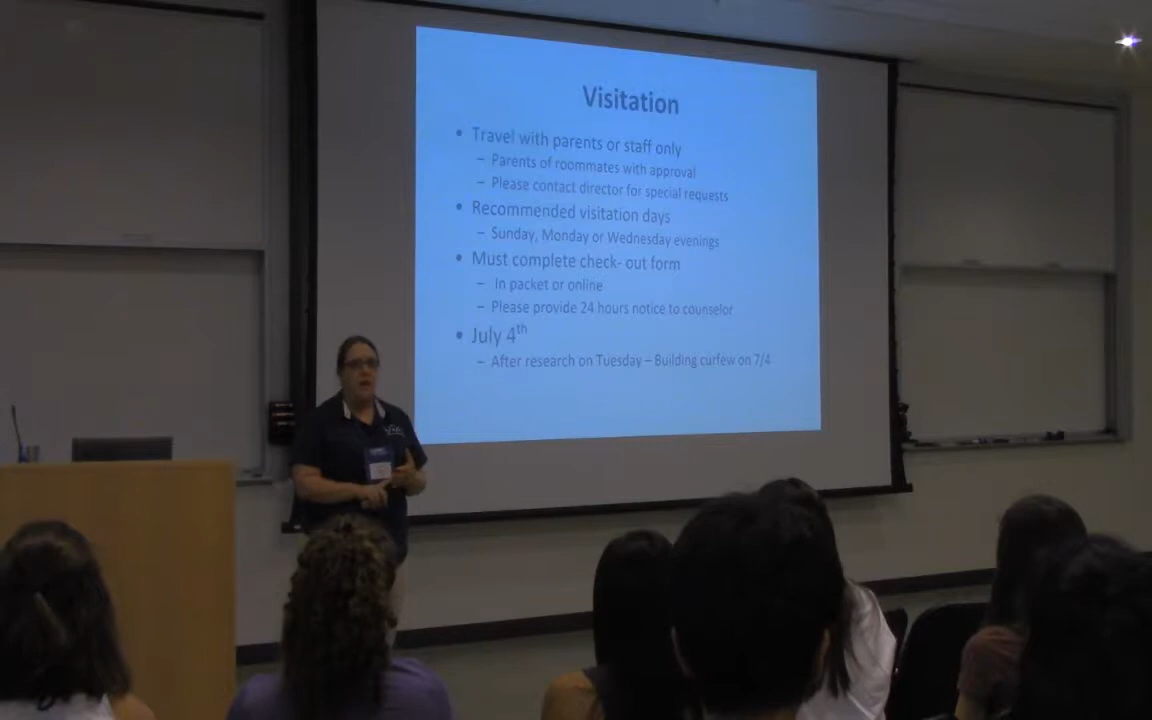 Visitation
• Travel with parents or staff only
– Parents of roommates with approval
– Please contact director for special requests
• Recommended visitation days
– Sunday, Monday or Wednesday evenings
• Must complete check- out form
– In packet or online
– Please provide 24 hours notice to counselor
• July 4th
– After research on Tuesday – Building curfew on 7/4